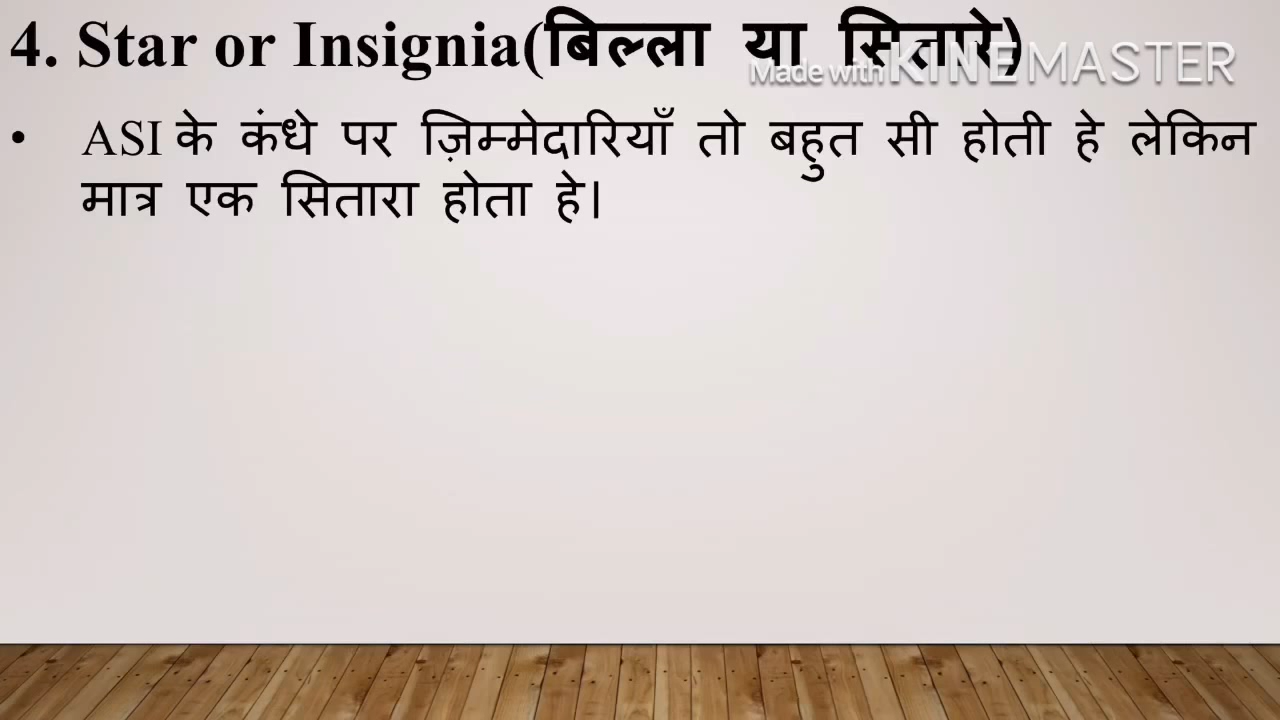 4. Star or Insignia(बिल्ला या सितारे)
Made with KINEMASTER
• ASI के कंधे पर ज़िम्मेदारियाँ तो बहुत सी होती हे लेकिन
मात्र एक सितारा होता हे।